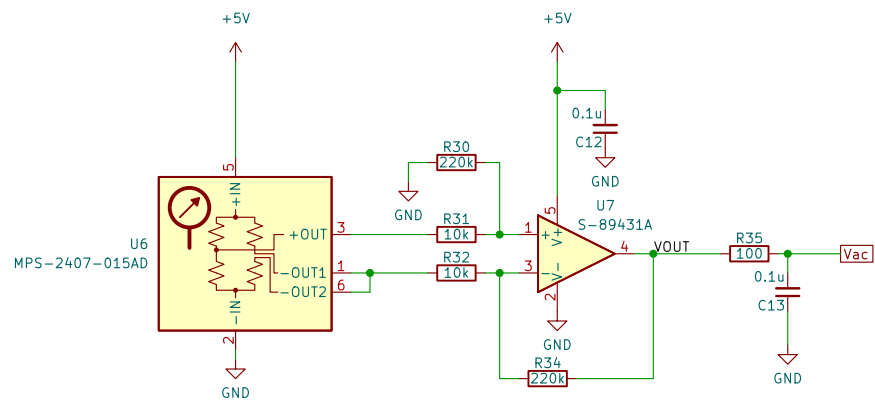 +5V
+5V
0.1u
C12
GND
R30
220k
GND
5
+IN
U6
MPS-2407-015AD
+OUT
3
-OUT1
1
-OUT2
6
-IN
2
GND
R31
10k
R32
10k
U7
S-89431A
5
V+
1
+
3
-
V-
2
4
VOUT
GND
R34
220k
R35
100
0.1u
C13
GND
Vac